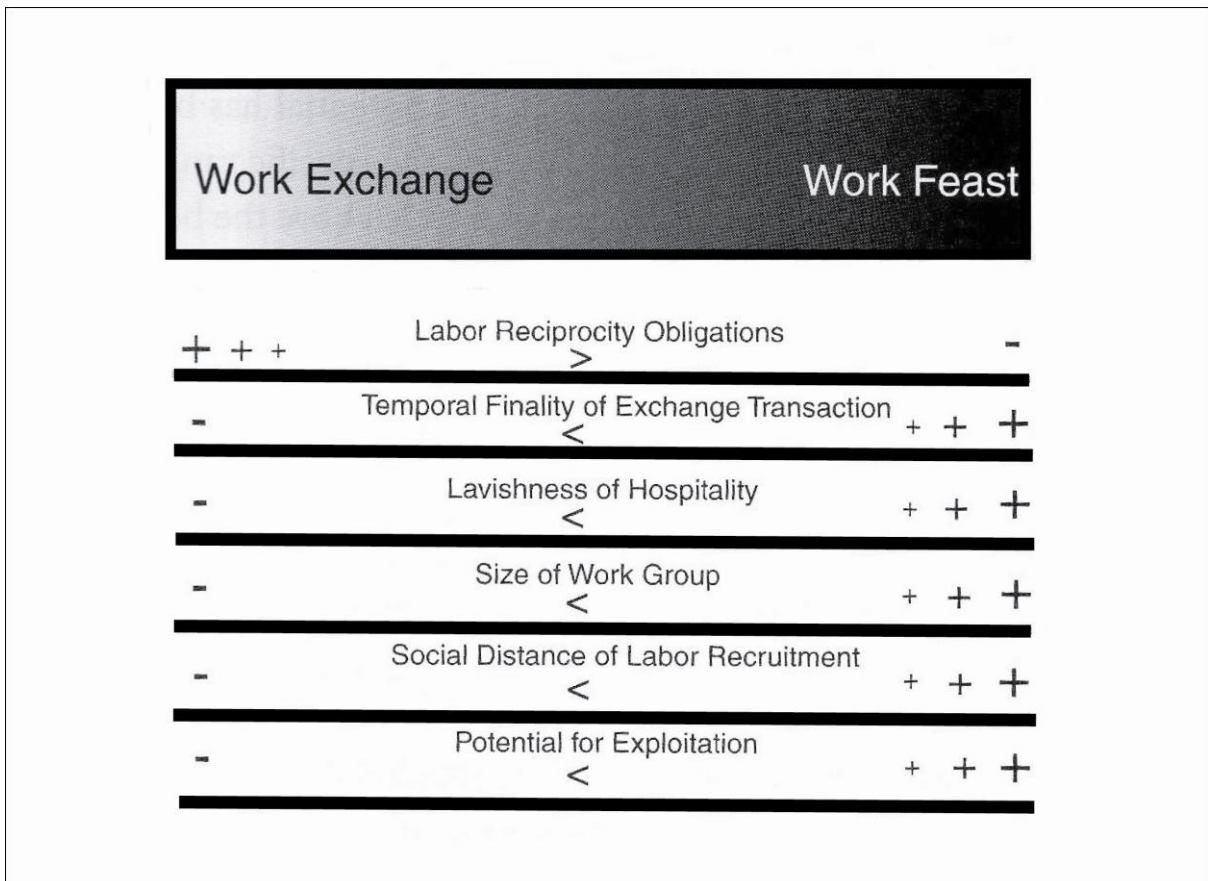 Work Exchange Work Feast
Labor Reciprocity Obligations
+ + + > -
Temporal Finality of Exchange Transaction
- < + + +
Lavishness of Hospitality
- < + + +
Size of Work Group
- < + + +
Social Distance of Labor Recruitment
- < + + +
Potential for Exploitation
- < + + +